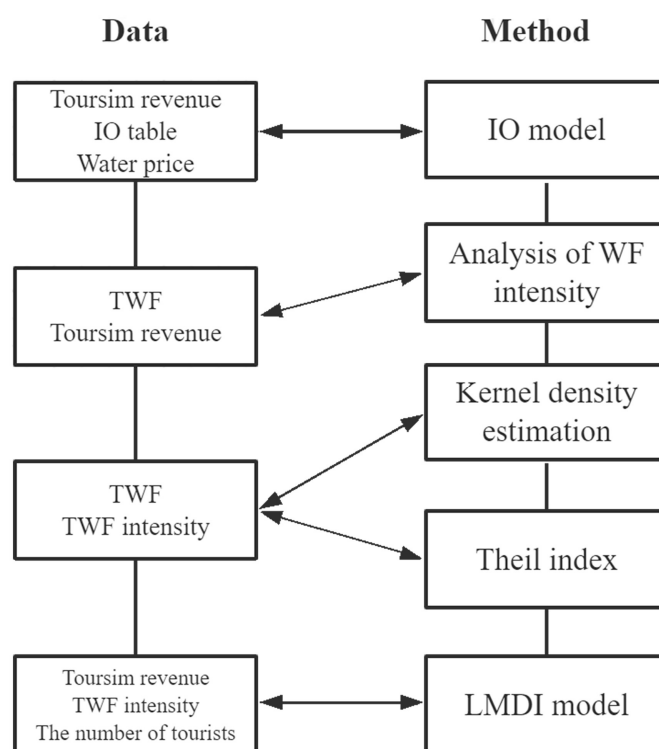 Data
Method
Toursim revenue
IO table
Water price
IO model
Analysis of WF
intensity
TWF
Toursim revenue
Kernel density
estimation
TWF
TWF intensity
Theil index
Toursim revenue
TWF intensity
The number of tourists
LMDI model